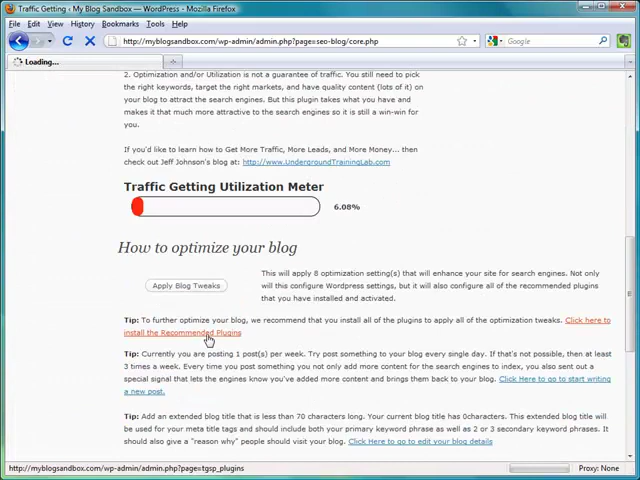 Traffic Getting ‹ My Blog Sandbox — WordPress - Mozilla Firefox
File Edit View History Bookmarks Tools Help
http://myblogsandbox.com/wp-admin/admin.php?page=seo-blog/core.php
Google
Loading...
2. Optimization and/or Utilization is not a guarantee of traffic. You still need to pick
the right keywords, target the right markets, and have quality content (lots of it) on
your blog to attract the search engines. But this plugin takes what you have and
makes it that much more attractive to the search engines so it is still a win-win for
you.
If you'd like to learn how to Get More Traffic, More Leads, and More Money... then
check out Jeff Johnson's blog at: http://www.UndergroundTrainingLab.com
Traffic Getting Utilization Meter
6.08%
How to optimize your blog
Apply Blog Tweaks
This will apply 8 optimization setting(s) that will enhance your site for search engines. Not only
will this configure Wordpress settings, but it will also configure all of the recommended plugins
that you have installed and activated.
Tip: To further optimize your blog, we recommend that you install all of the plugins to apply all of the optimization tweaks. Click here to
install the Recommended Plugins
Tip: Currently you are posting 1 post(s) per week. Try post something to your blog every single day. If that's not possible, then at least
3 times a week. Every time you post something you not only add more content for the search engines to index, you also sent out a
special signal that lets the engines know you've added more content and brings them back to your blog. Click Here to go to start writing
a new post.
Tip: Add an extended blog title that is less than 70 characters long. Your current blog title has 0characters. This extended blog title will
be used for your meta title tags and should include both your primary keyword phrase as well as 2 or 3 secondary keyword phrases. It
should also give a "reason why" people should visit your blog. Click Here to go to edit your blog details
http://myblogsandbox.com/wp-admin/admin.php?page=tgsp_plugins
Proxy: None